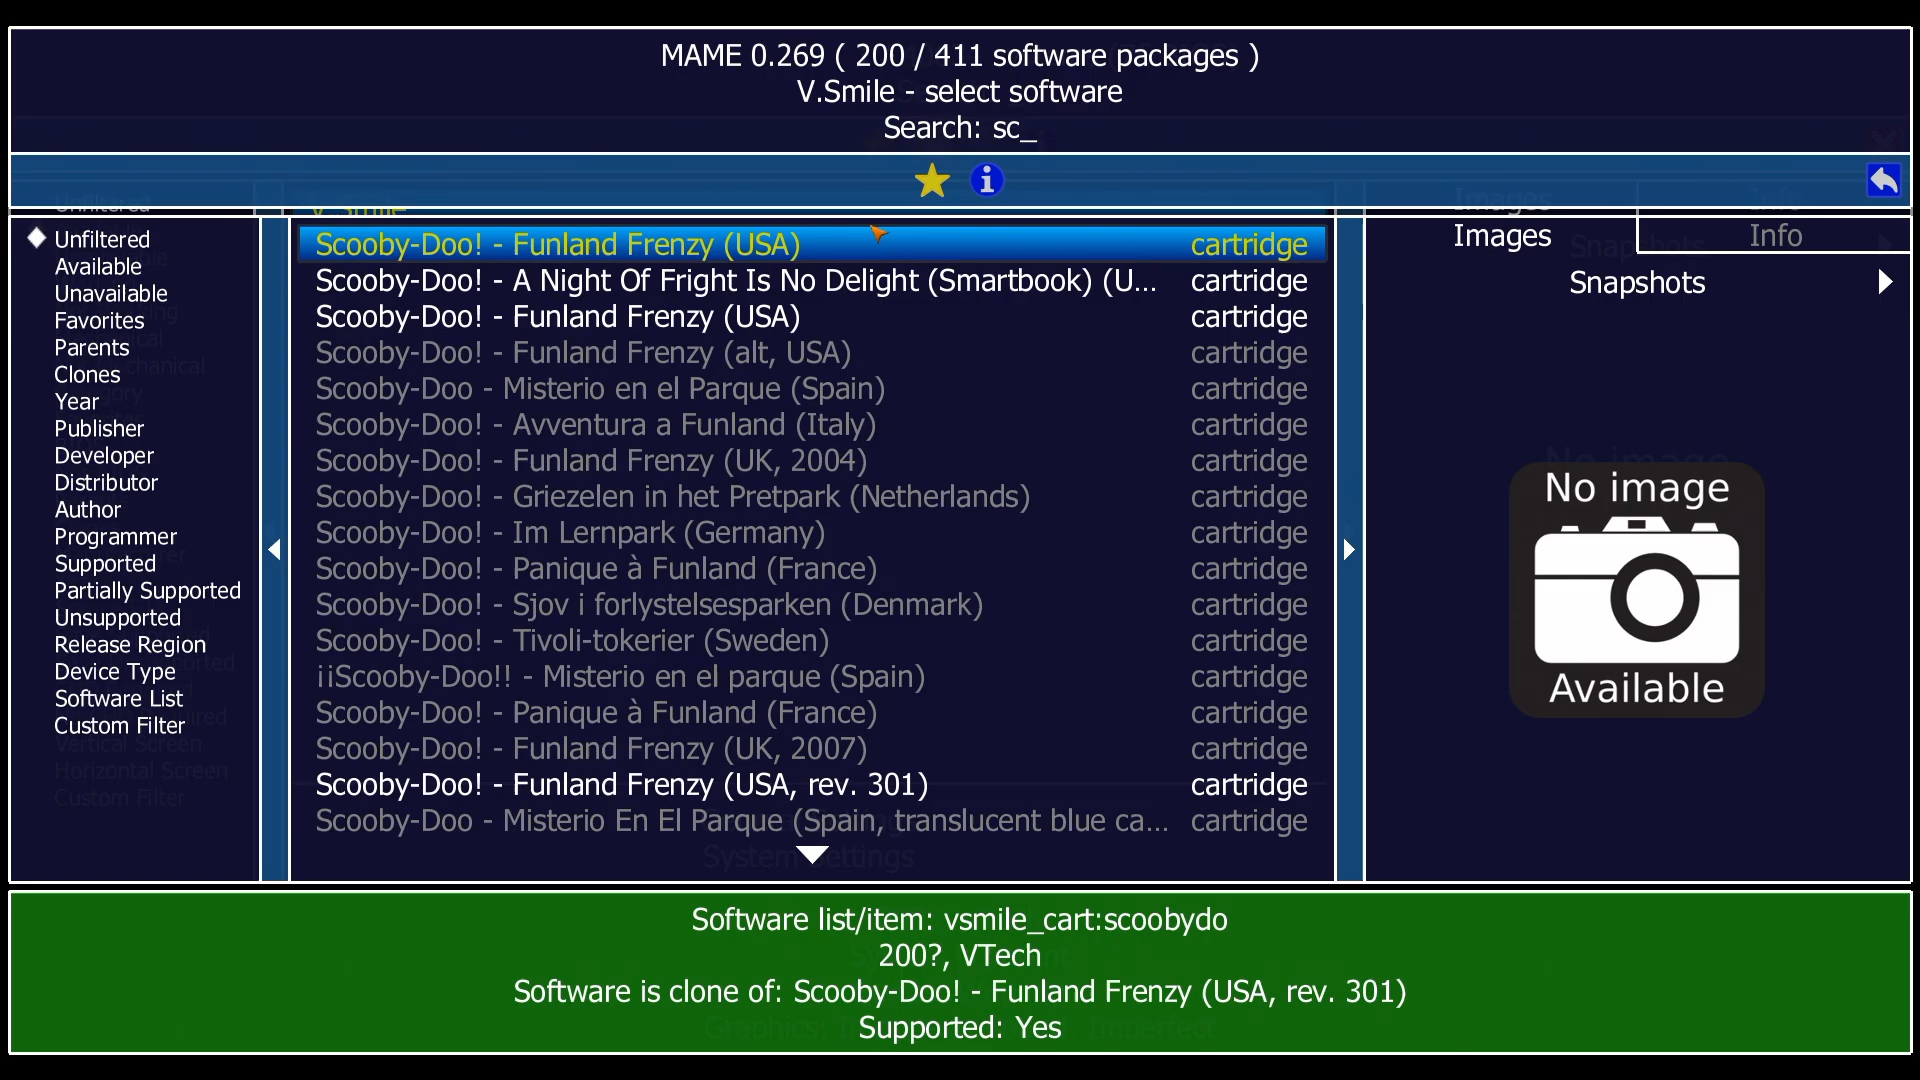 MAME 0.269 ( 200 / 411 software packages )
V.Smile - select software
Search: sc_
Unfiltered
Available
Unavailable
Favorites
Parents
Clones
Year
Publisher
Developer
Distributor
Author
Programmer
Supported
Partially Supported
Unsupported
Release Region
Device Type
Software List
Custom Filter
Vertical Screen
Horizontal Screen
Custom Filter
V.Smile
Scooby-Doo! - Funland Frenzy (USA) cartridge
Scooby-Doo! - A Night Of Fright Is No Delight (Smartbook) (U... cartridge
Scooby-Doo! - Funland Frenzy (USA) cartridge
Scooby-Doo! - Funland Frenzy (alt, USA) cartridge
Scooby-Doo - Misterio en el Parque (Spain) cartridge
Scooby-Doo! - Avventura a Funland (Italy) cartridge
Scooby-Doo! - Funland Frenzy (UK, 2004) cartridge
Scooby-Doo! - Griezelen in het Pretpark (Netherlands) cartridge
Scooby-Doo! - Im Lernpark (Germany) cartridge
Scooby-Doo! - Panique à Funland (France) cartridge
Scooby-Doo! - Sjov i forlystelsesparken (Denmark) cartridge
Scooby-Doo! - Tivoli-tokerier (Sweden) cartridge
¡¡Scooby-Doo!! - Misterio en el parque (Spain) cartridge
Scooby-Doo! - Panique à Funland (France) cartridge
Scooby-Doo! - Funland Frenzy (UK, 2007) cartridge
Scooby-Doo! - Funland Frenzy (USA, rev. 301) cartridge
Scooby-Doo - Misterio En El Parque (Spain, translucent blue ca... cartridge
System Settings
Images Info
Snapshots
No image
Available
Software list/item: vsmile_cart:scoobydo
200?, VTech
Software is clone of: Scooby-Doo! - Funland Frenzy (USA, rev. 301)
Supported: Yes